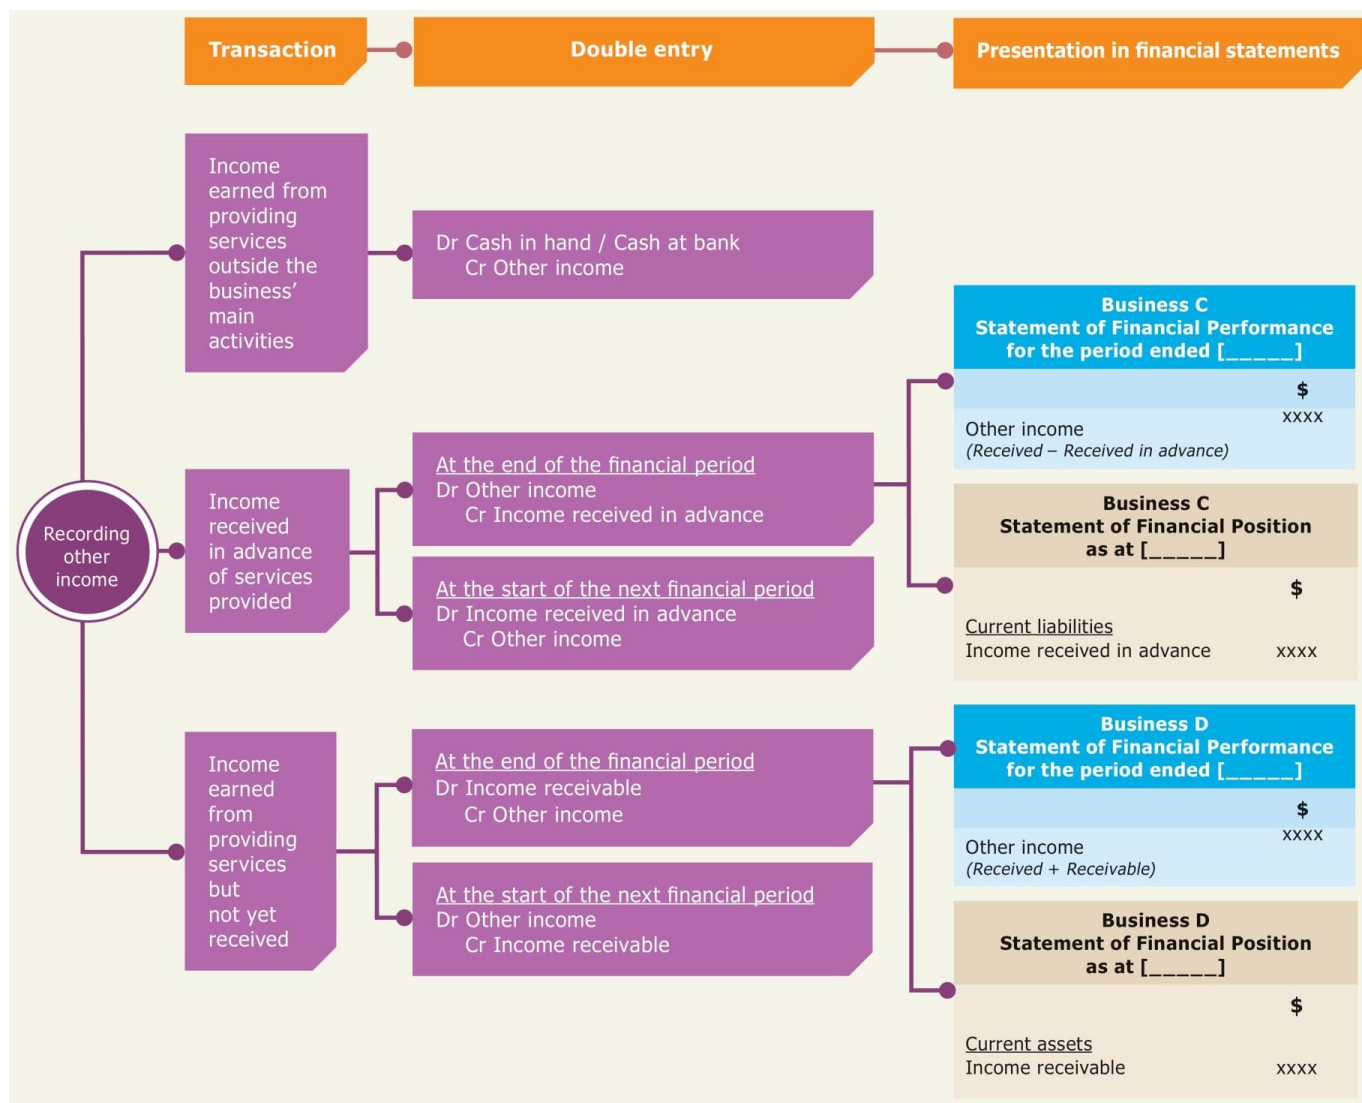 Transaction
Double entry
Presentation in financial statements
Recording
other
income
Income
earned from
providing
services
outside the
business’
main
activities
Dr Cash in hand / Cash at bank
Cr Other income
Income
received
in advance
of services
provided
At the end of the financial period
Dr Other income
Cr Income received in advance
At the start of the next financial period
Dr Income received in advance
Cr Other income
Business C
Statement of Financial Performance
for the period ended [_____]
$
xxxx
Other income
(Received – Received in advance)
Business C
Statement of Financial Position
as at [_____]
$
Current liabilities
Income received in advance xxxx
Income
earned
from
providing
services
but
not yet
received
At the end of the financial period
Dr Income receivable
Cr Other income
At the start of the next financial period
Dr Other income
Cr Income receivable
Business D
Statement of Financial Performance
for the period ended [_____]
$
xxxx
Other income
(Received + Receivable)
Business D
Statement of Financial Position
as at [_____]
$
Current assets
Income receivable xxxx